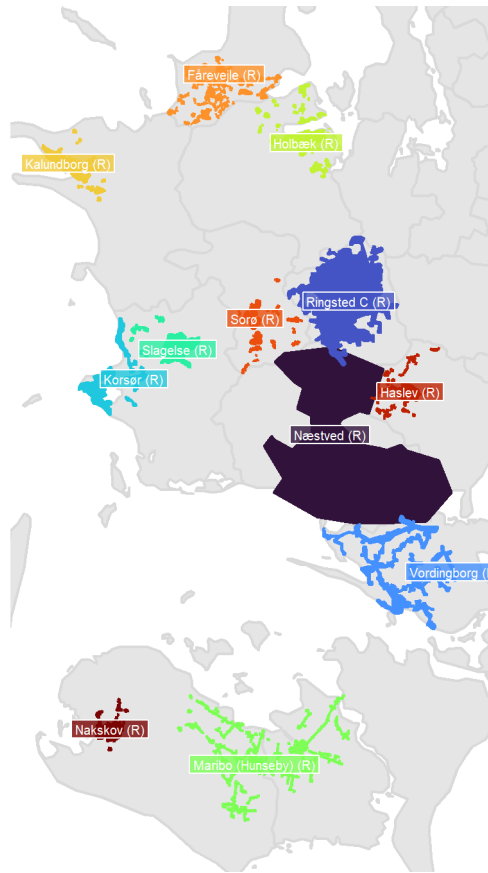 Fårevejle (R)
Holbæk (R)
Kalundborg (R)
Ringsted C (R)
Sorø (R)
Slagelse (R)
Korsør (R)
Haslev (R)
Næstved (R)
Vordingborg (
Nakskov (R)
Maribo (Hunseby) (R)